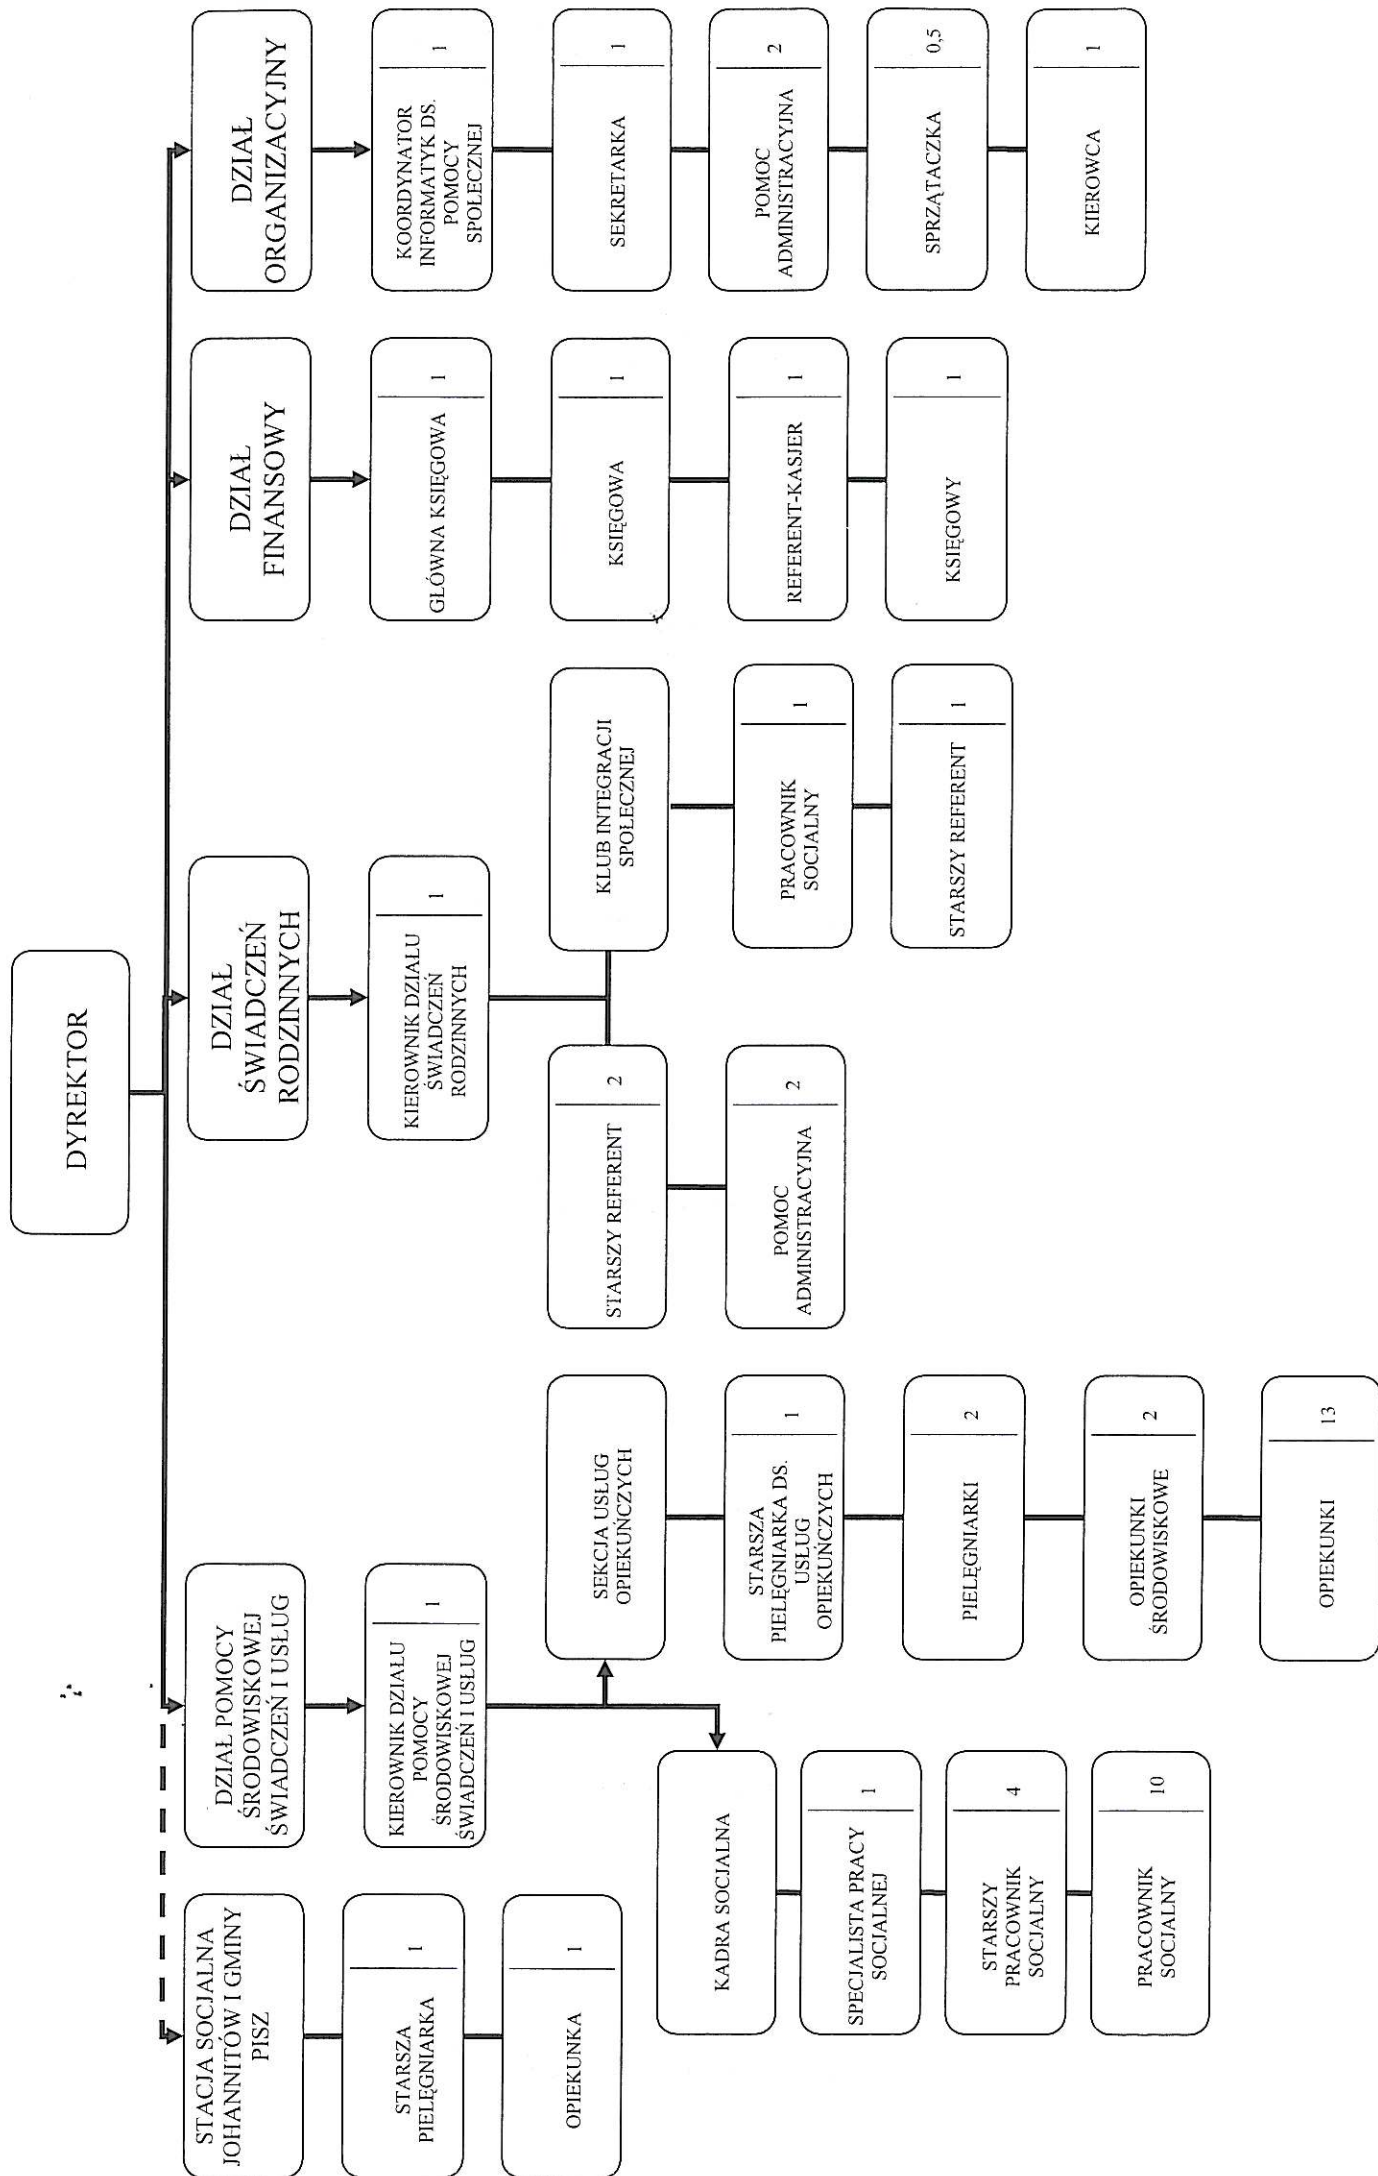 DYREKTOR
STACJA SOCJALNA
JOHANNITÓW I GMINY
PISZ
STARSZA
PIELĘGNIARKA
1
OPIEKUNKA
1
DZIAŁ POMOCY
ŚRODOWISKOWEJ
ŚWIADCZEŃ I USŁUG
KIEROWNIK DZIAŁU
POMOCY
ŚRODOWISKOWEJ
ŚWIADCZEŃ I USŁUG
1
KADRA SOCJALNA
SPECJALISTA PRACY
SOCJALNEJ
1
STARSZY
PRACOWNIK
SOCJALNY
4
PRACOWNIK
SOCJALNY
10
SEKCJA USŁUG
OPIEKUŃCZYCH
STARSZA
PIELĘGNIARKA DS.
USŁUG
OPIEKUŃCZYCH
1
PIELĘGNIARKI
2
OPIEKUNKI
ŚRODOWISKOWE
2
OPIEKUNKI
13
DZIAŁ
ŚWIADCZEŃ
RODZINNYCH
KIEROWNIK DZIAŁU
ŚWIADCZEŃ
RODZINNYCH
1
STARSZY REFERENT
2
POMOC
ADMINISTRACYJNA
2
KLUB INTEGRACJI
SPOŁECZNEJ
PRACOWNIK
SOCJALNY
1
STARSZY REFERENT
1
DZIAŁ
FINANSOWY
GŁÓWNA KSIĘGOWA
1
KSIĘGOWA
1
REFERENT-KASJER
1
KSIĘGOWY
1
DZIAŁ
ORGANIZACYJNY
KOORDYNATOR
INFORMATYK DS.
POMOCY
SPOŁECZNEJ
1
SEKRETARKA
1
POMOC
ADMINISTRACYJNA
2
SPRZĄTACZKA
0,5
KIEROWCA
1